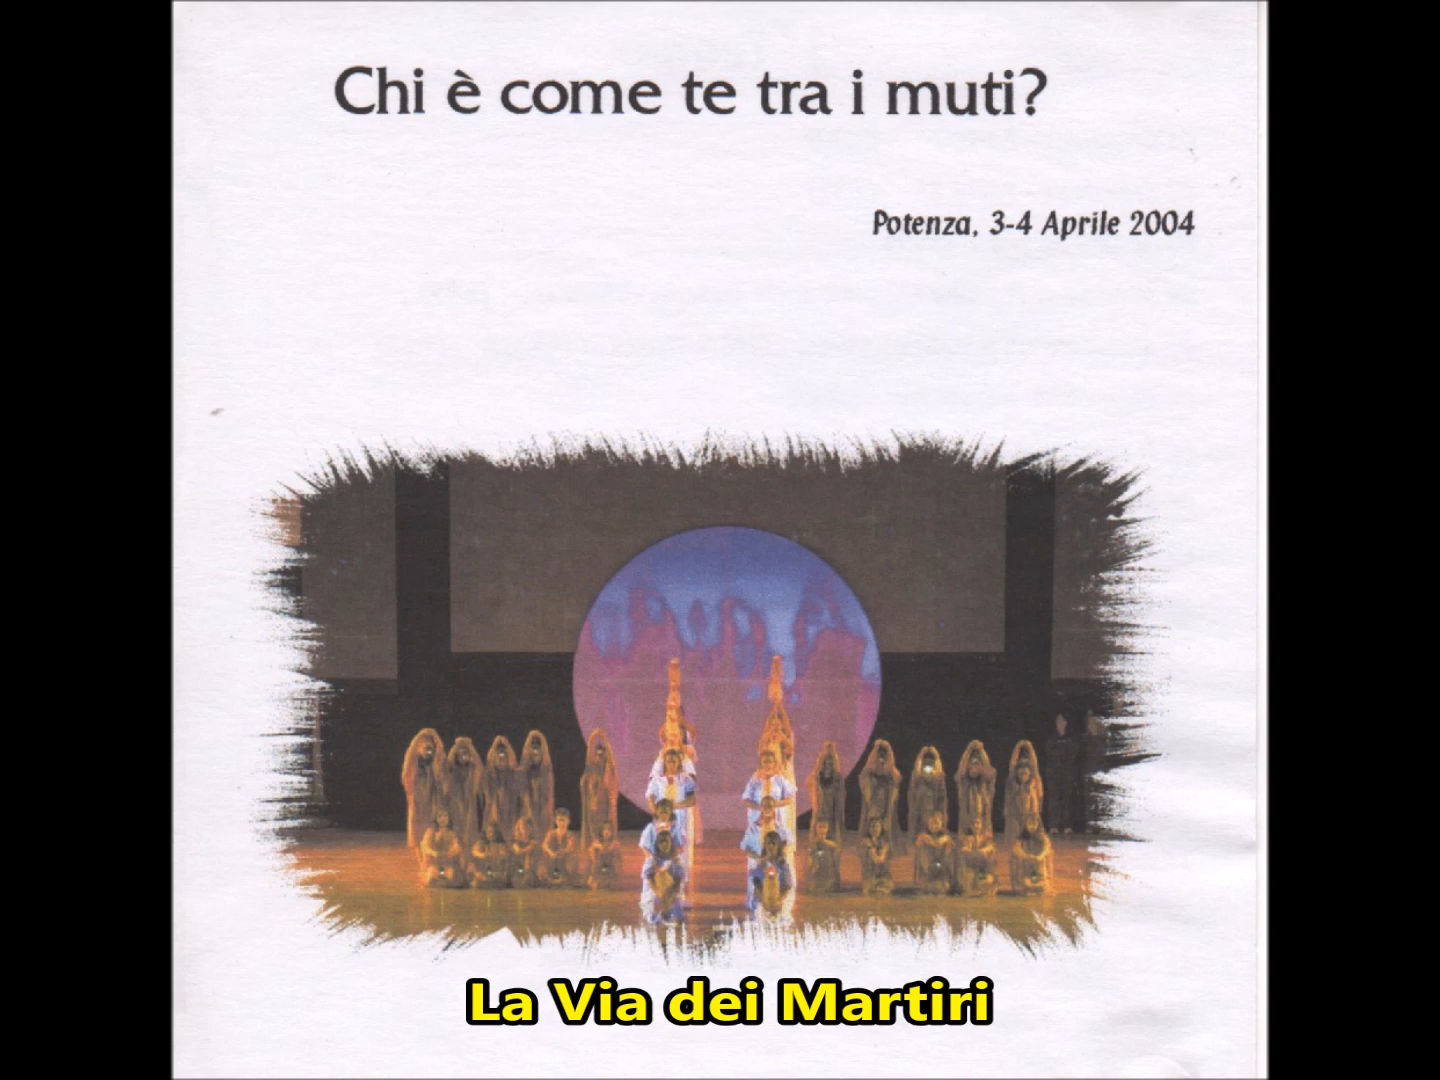 Chi è come te tra i muti?
Potenza, 3-4 Aprile 2004
La Via dei Martiri